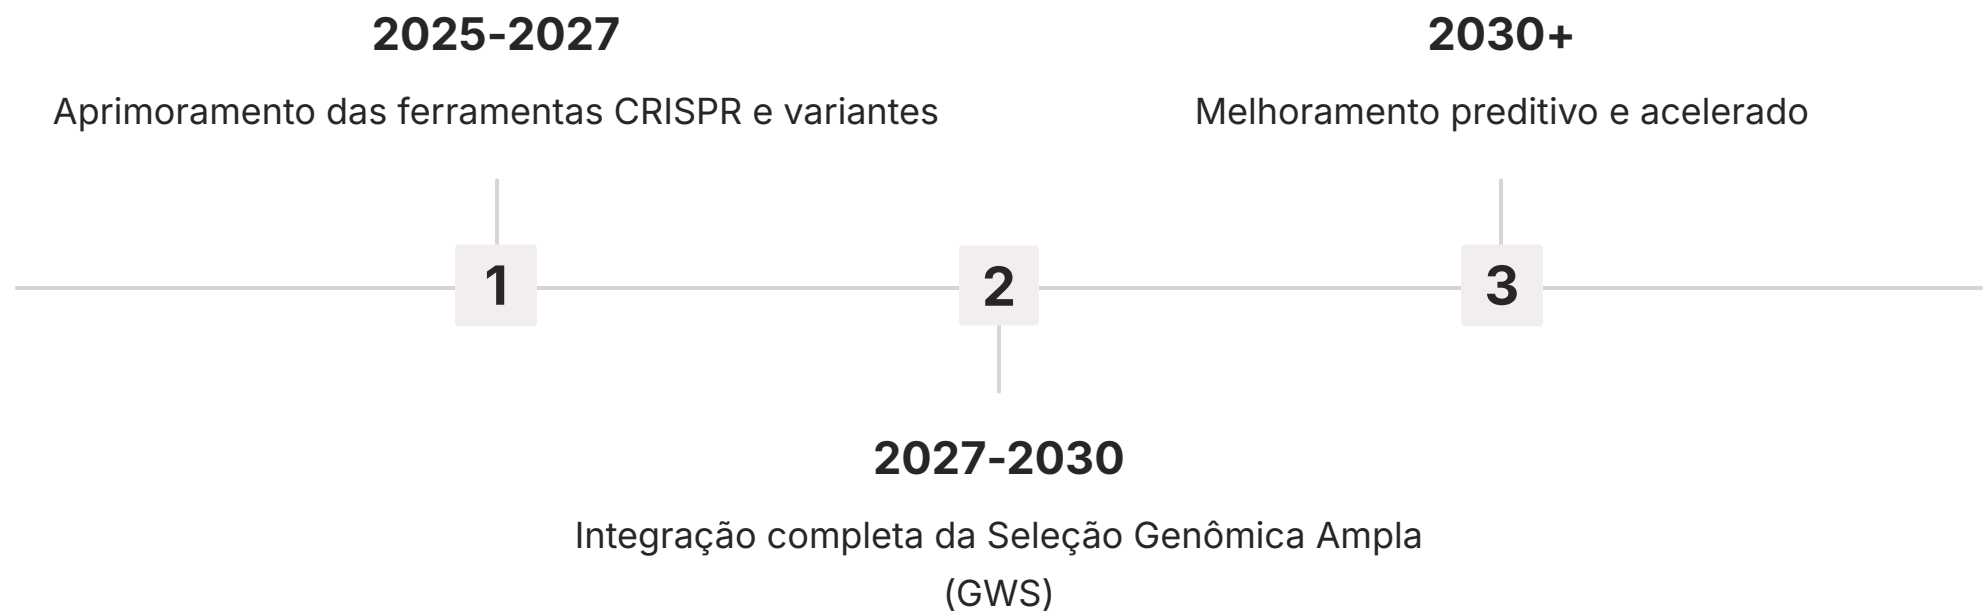 2025-2027
Aprimoramento das ferramentas CRISPR e variantes
2030+
Melhoramento preditivo e acelerado
1
2
3
2027-2030
Integração completa da Seleção Genômica Ampla
(GWS)